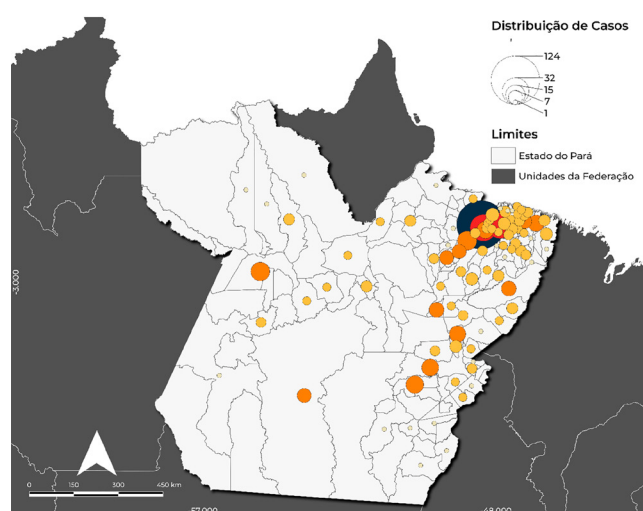 Distribuição de Casos
124
32
15
7
1
Limites
Estado do Pará
Unidades da Federação
-3.000
0 150 300 450 km
-57.000
-48.000